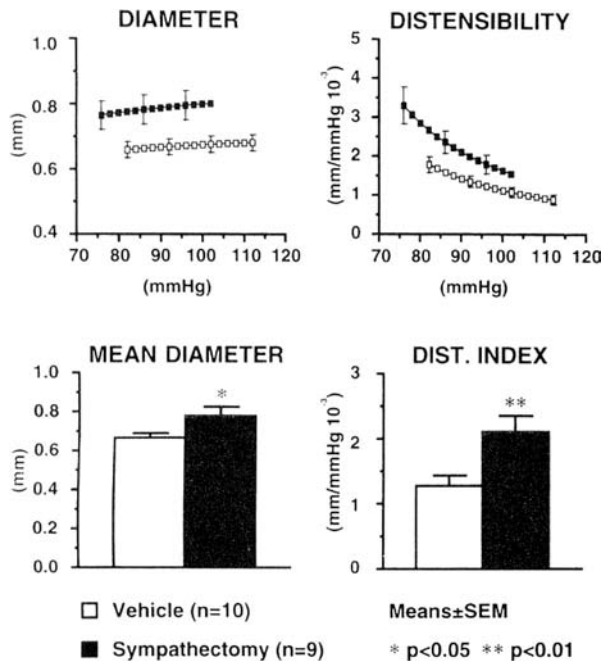 DIAMETER
1.0
0.8
0.6
0.4
(mm)
70 80 90 100 110 120
(mmHg)
DISTENSIBILITY
5
4
3
2
1
0
(mm/mmHg 10⁻³)
70 80 90 100 110 120
(mmHg)
MEAN DIAMETER
1.0
0.8
0.6
0.4
0.2
0.0
(mm)
*
DIST. INDEX
3
2
1
0
(mm/mmHg 10⁻³)
**
Vehicle (n=10)
Sympathectomy (n=9)
Means±SEM
* p<0.05 ** p<0.01